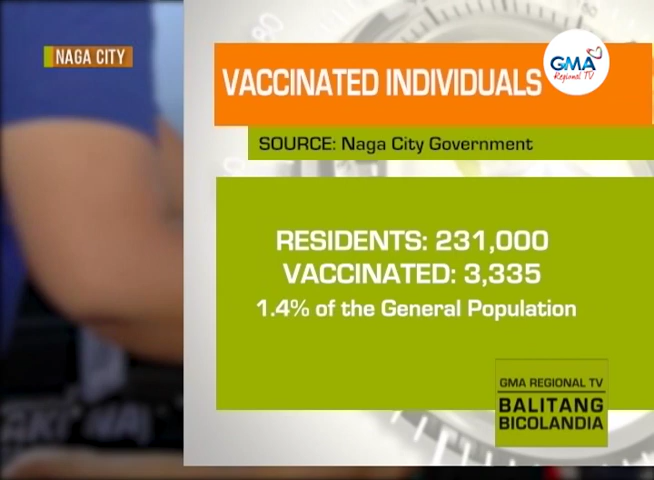 NAGA CITY
VACCINATED INDIVIDUALS
GMA
Regional TV
SOURCE: Naga City Government
RESIDENTS: 231,000
VACCINATED: 3,335
1.4% of the General Population
GMA REGIONAL TV
BALITANG
BICOLANDIA